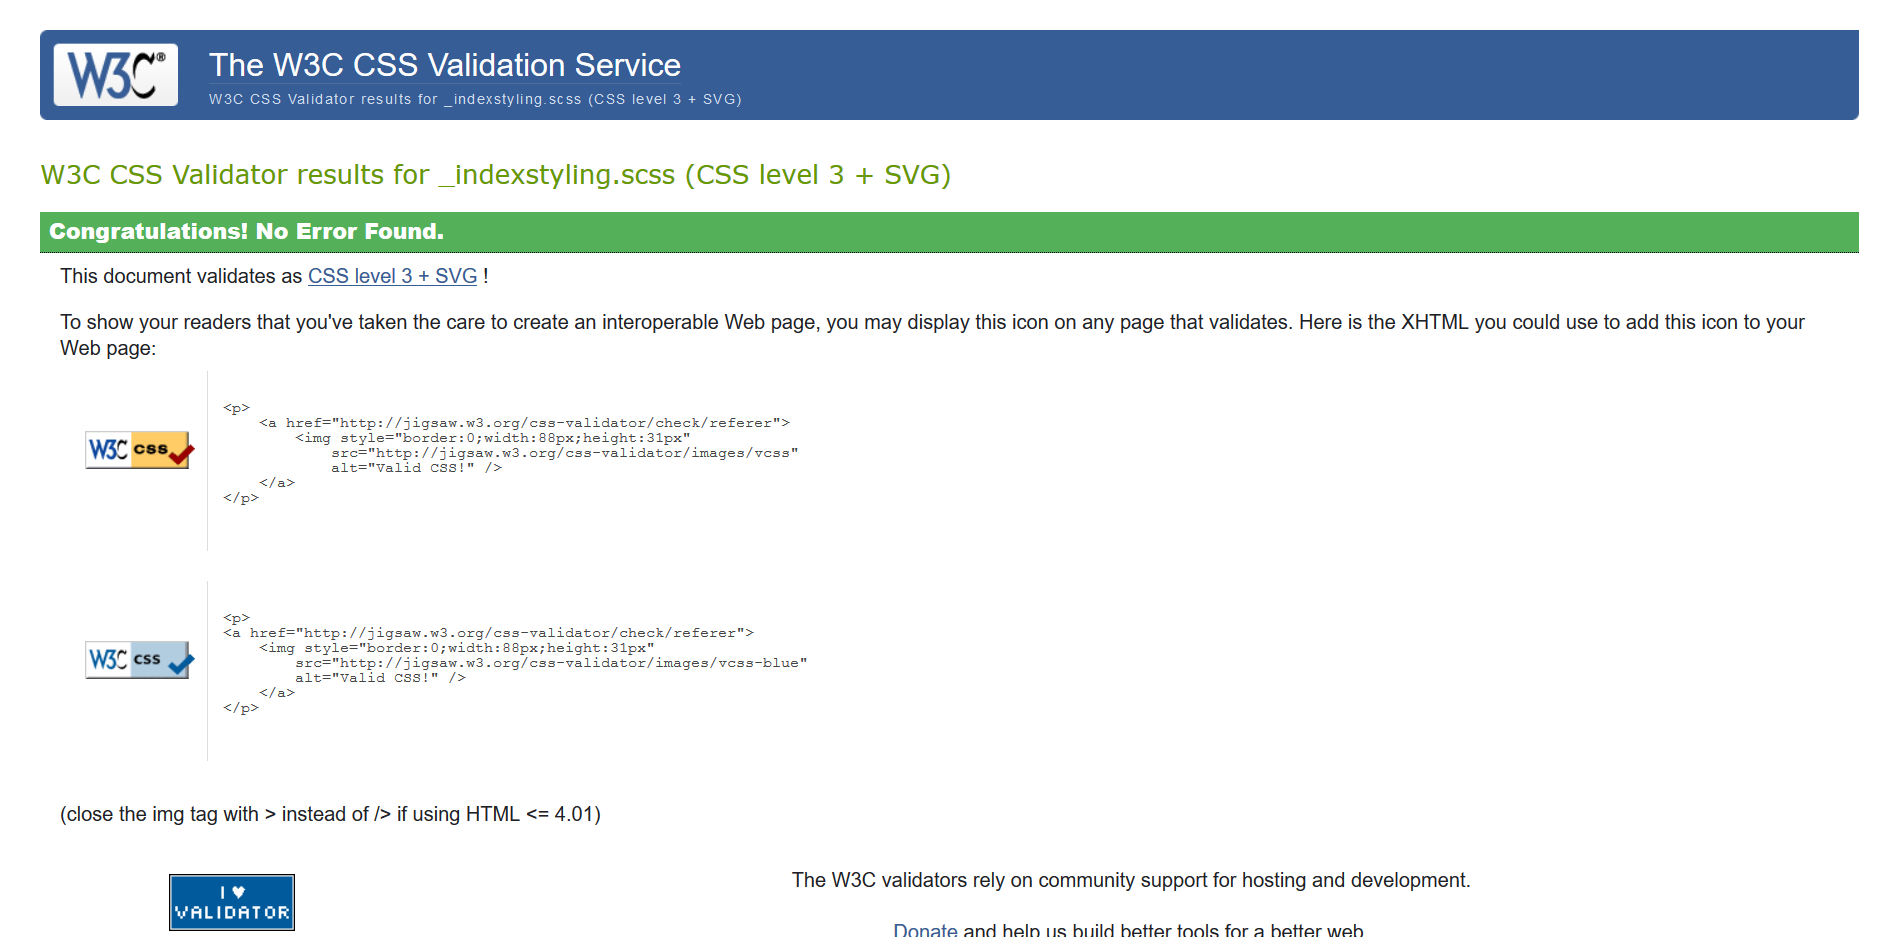 W3C®
The W3C CSS Validation Service
W3C CSS Validator results for _indexstyling.scss (CSS level 3 + SVG)
W3C CSS Validator results for _indexstyling.scss (CSS level 3 + SVG)
Congratulations! No Error Found.
This document validates as CSS level 3 + SVG !
To show your readers that you've taken the care to create an interoperable Web page, you may display this icon on any page that validates. Here is the XHTML you could use to add this icon to your
Web page:
W3C css
<p>
<a href="http://jigsaw.w3.org/css-validator/check/referer">
<img style="border:0;width:88px;height:31px"
src="http://jigsaw.w3.org/css-validator/images/vcss"
alt="Valid CSS!" />
</a>
</p>
W3C css
<p>
<a href="http://jigsaw.w3.org/css-validator/check/referer">
<img style="border:0;width:88px;height:31px"
src="http://jigsaw.w3.org/css-validator/images/vcss-blue"
alt="Valid CSS!" />
</a>
</p>
(close the img tag with > instead of /> if using HTML <= 4.01)
I ♥
VALIDATOR
The W3C validators rely on community support for hosting and development.
Donate and help us build better tools for a better web